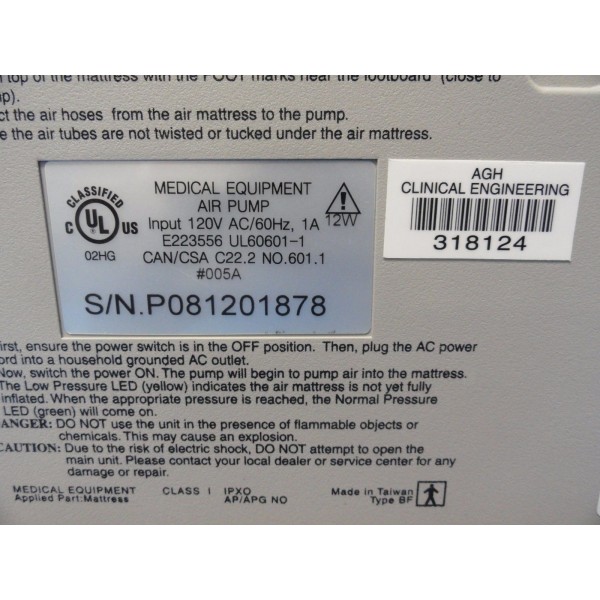 top of the mattress with the FOOT marks near the footboard (close to
p).
ct the air hoses from the air mattress to the pump.
e the air tubes are not twisted or tucked under the air mattress.
CLASSIFIED
C UL US
02HG
MEDICAL EQUIPMENT
AIR PUMP
Input 120V AC/60Hz, 1A
12W
E223556 UL60601-1
CAN/CSA C22.2 NO.601.1
#005A
S/N.P081201878
AGH
CLINICAL ENGINEERING
318124
irst, ensure the power switch is in the OFF position. Then, plug the AC power
ord into a household grounded AC outlet.
Now, switch the power ON. The pump will begin to pump air into the mattress.
The Low Pressure LED (yellow) indicates the air mattress is not yet fully
inflated. When the appropriate pressure is reached, the Normal Pressure
LED (green) will come on.
ANGER: DO NOT use the unit in the presence of flammable objects or
chemicals. This may cause an explosion.
AUTION: Due to the risk of electric shock, DO NOT attempt to open the
main unit. Please contact your local dealer or service center for any
damage or repair.
MEDICAL EQUIPMENT CLASS I IPXO Made in Taiwan
Applied Part:Mattress AP/APG NO Type BF